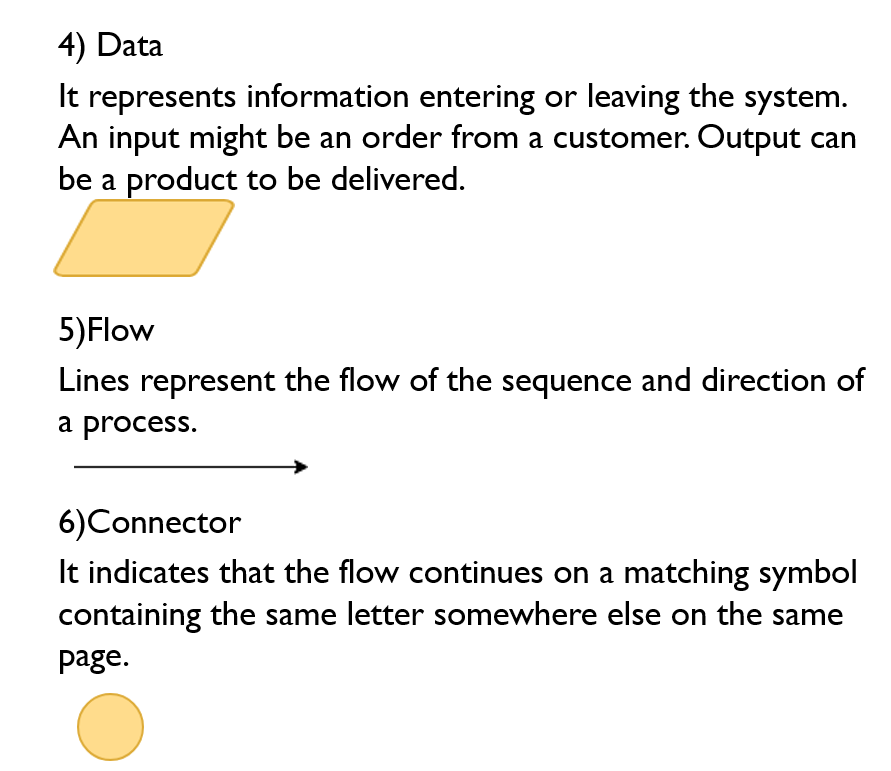 4) Data
It represents information entering or leaving the system.
An input might be an order from a customer. Output can
be a product to be delivered.
5)Flow
Lines represent the flow of the sequence and direction of
a process.
6)Connector
It indicates that the flow continues on a matching symbol
containing the same letter somewhere else on the same
page.